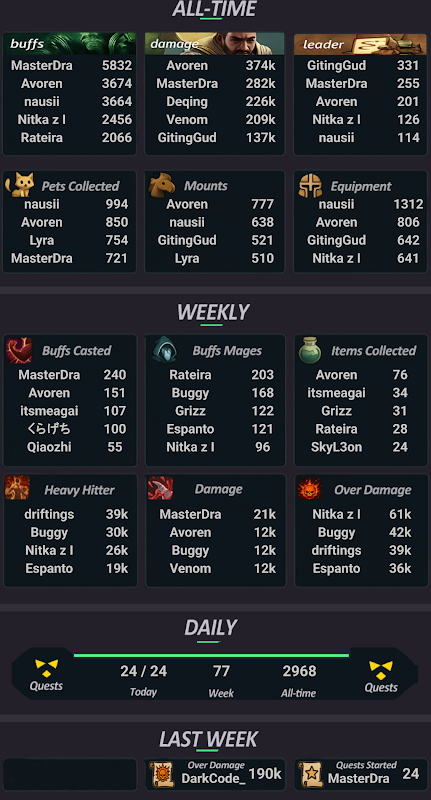 ALL-TIME
buffs
MasterDra 5832
Avoren 3674
nausii 3664
Nitka z I 2456
Rateira 2066
damage
Avoren 374k
MasterDra 282k
Deqing 226k
Venom 209k
GitingGud 137k
leader
GitingGud 331
MasterDra 255
Avoren 201
Nitka z I 126
nausii 114
Pets Collected
nausii 994
Avoren 850
Lyra 754
MasterDra 721
Mounts
Avoren 777
nausii 638
GitingGud 521
Lyra 510
Equipment
nausii 1312
Avoren 806
GitingGud 642
Nitka z I 641
WEEKLY
Buffs Casted
MasterDra 240
Avoren 151
itsmeagai 107
くらげち 100
Qiaozhi 55
Buffs Mages
Rateira 203
Buggy 168
Grizz 122
Espanto 121
Nitka z I 96
Items Collected
Avoren 76
itsmeagai 34
Grizz 31
Rateira 28
SkyL3on 24
Heavy Hitter
driftings 39k
Buggy 30k
Nitka z I 26k
Espanto 19k
Damage
MasterDra 21k
Avoren 12k
Buggy 12k
Venom 12k
Over Damage
Nitka z I 61k
Buggy 42k
driftings 39k
Espanto 36k
DAILY
Quests
24 / 24
Today
77
Week
2968
All-time
Quests
LAST WEEK
Over Damage
DarkCode_ 190k
Quests Started
MasterDra 24